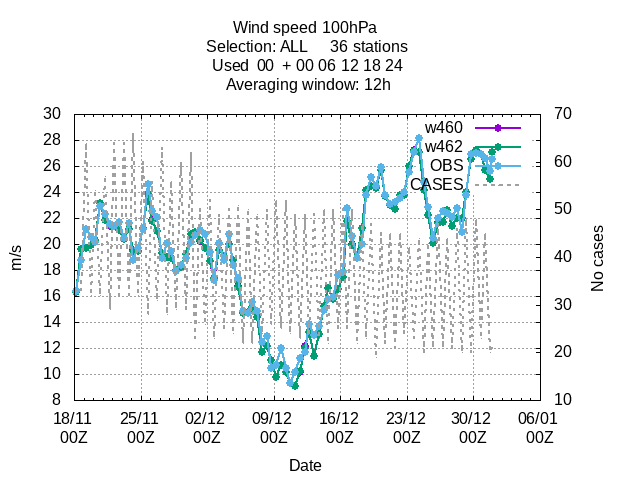 Wind speed 100hPa
Selection: ALL 36 stations
Used 00 + 00 06 12 18 24
Averaging window: 12h
30
28
26
24
22
20
18
16
14
12
10
8
m/s
70
60
50
40
30
20
10
No cases
w460
w462
OBS
CASES
18/11 25/11 02/12 09/12 16/12 23/12 30/12 06/01
00Z 00Z 00Z 00Z 00Z 00Z 00Z 00Z
Date